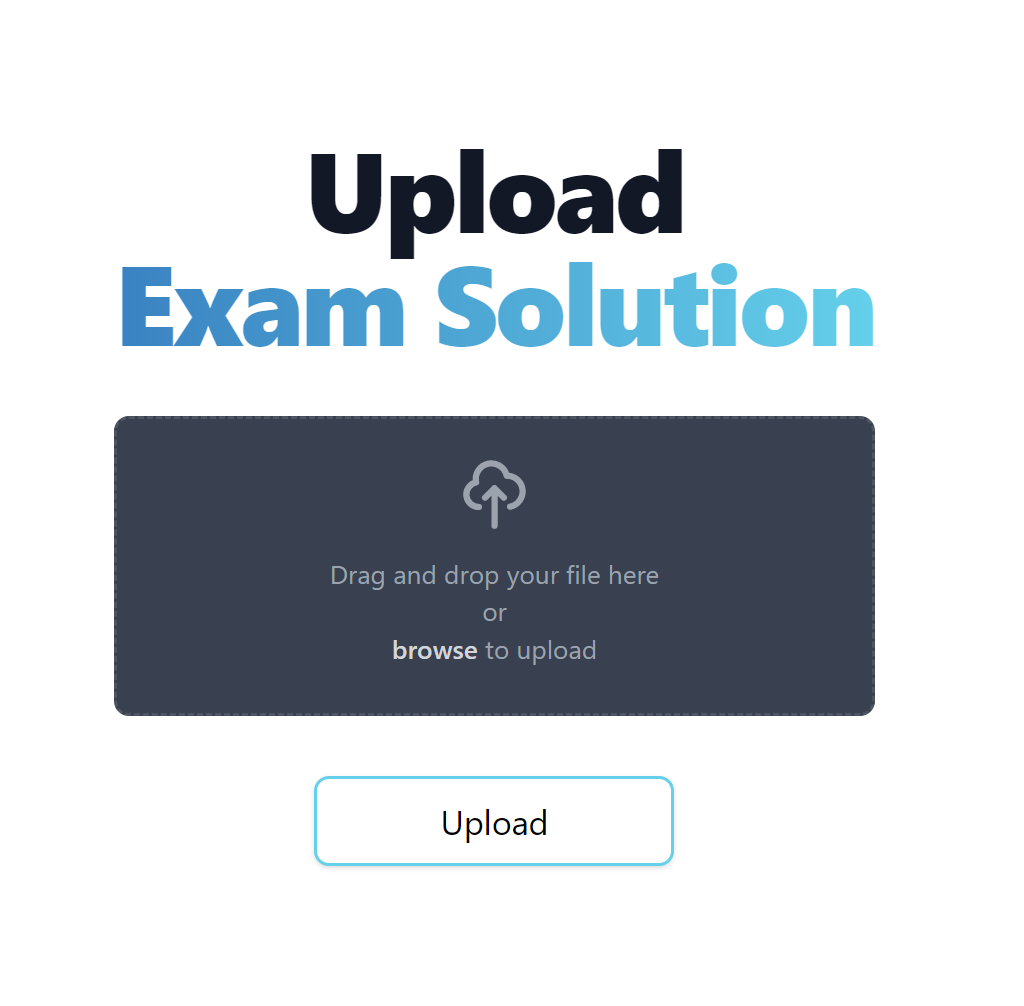 Upload
Exam Solution
Drag and drop your file here
or
browse to upload
Upload